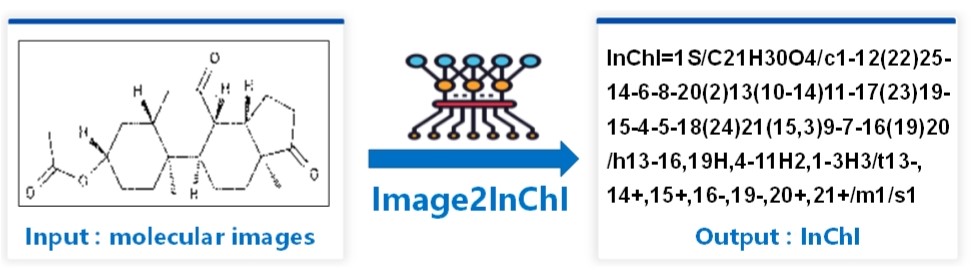 H
H
O
H
H
O
O
H
O
Input : molecular images
Image2InChI
InChI=1S/C21H30O4/c1-12(22)25-
14-6-8-20(2)13(10-14)11-17(23)19-
15-4-5-18(24)21(15,3)9-7-16(19)20
/h13-16,19H,4-11H2,1-3H3/t13-,
14+,15+,16-,19-,20+,21+/m1/s1
Output : InChI